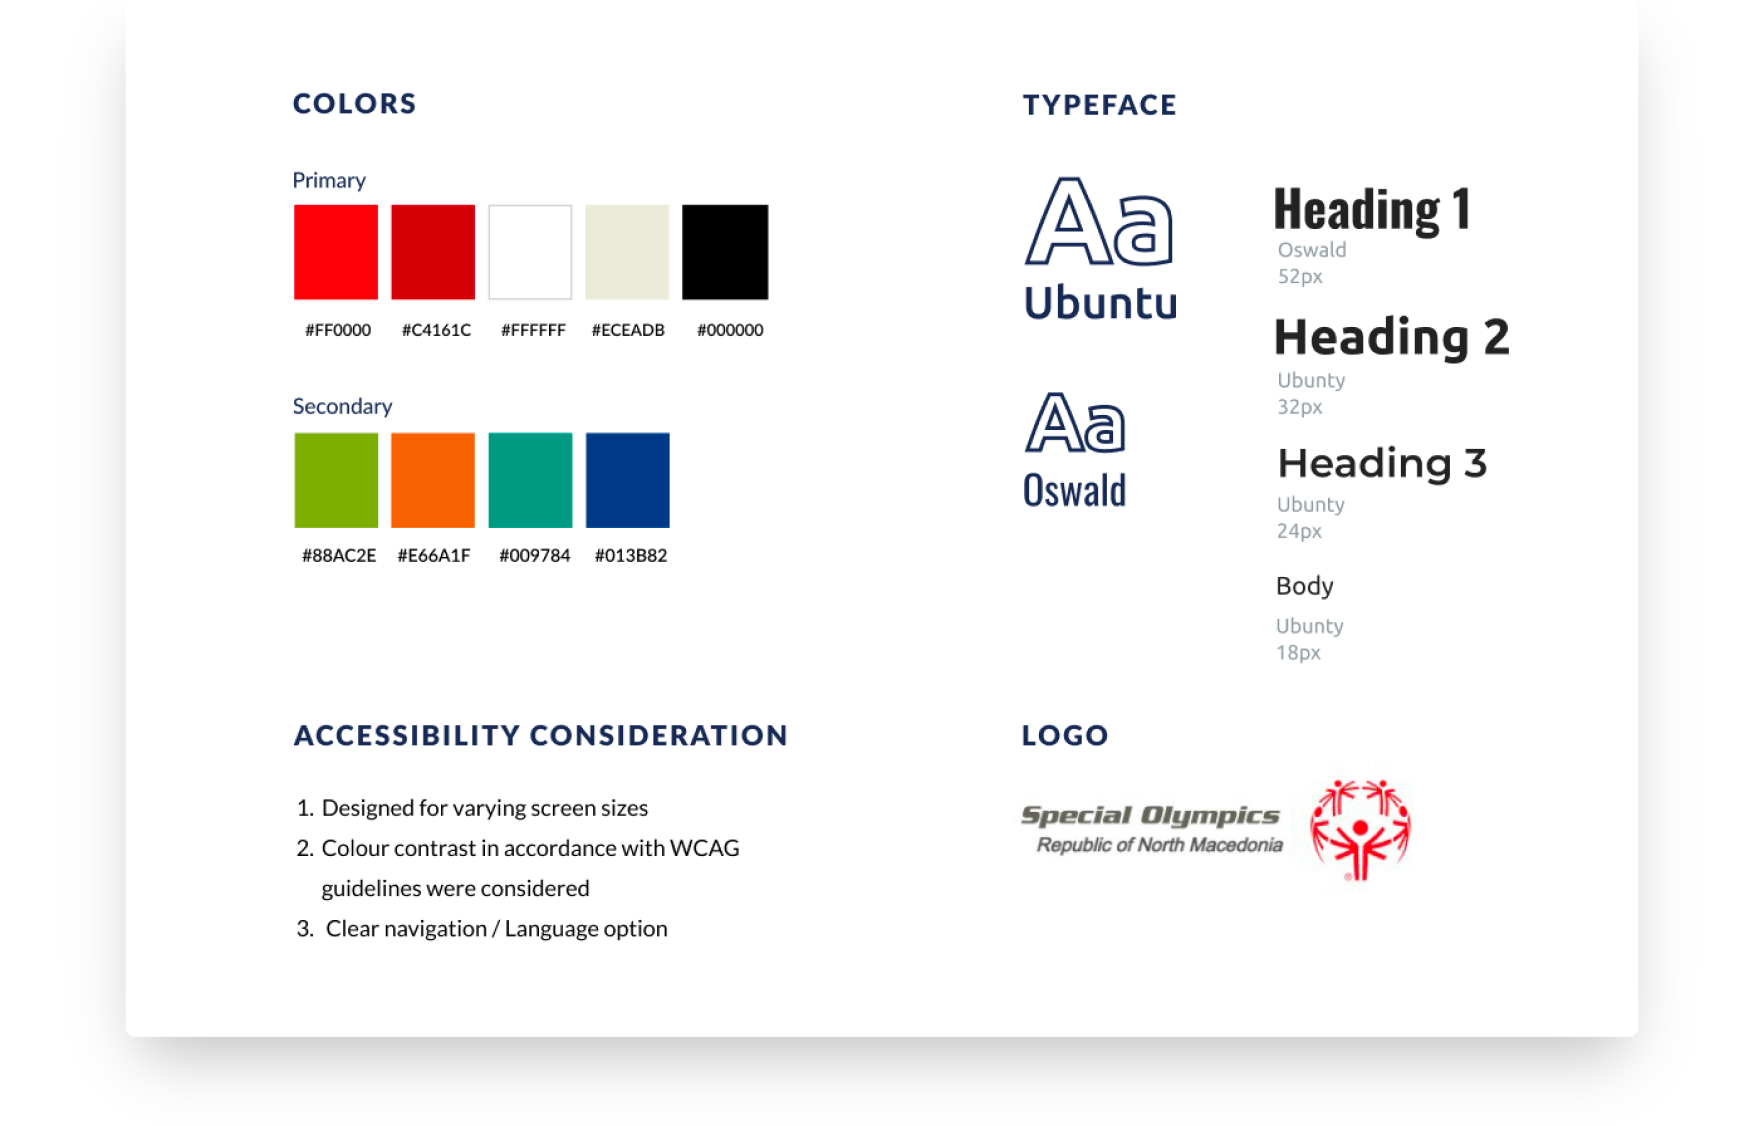 COLORS
Primary
#FF0000 #C4161C #FFFFFF #ECEADB #000000
Secondary
#88AC2E #E66A1F #009784 #013B82
TYPEFACE
Aa
Ubuntu
Aa
Oswald
Heading 1
Oswald
52px
Heading 2
Ubunty
32px
Heading 3
Ubunty
24px
Body
Ubunty
18px
ACCESSIBILITY CONSIDERATION
1. Designed for varying screen sizes
2. Colour contrast in accordance with WCAG
guidelines were considered
3. Clear navigation / Language option
LOGO
Special Olympics
Republic of North Macedonia
®